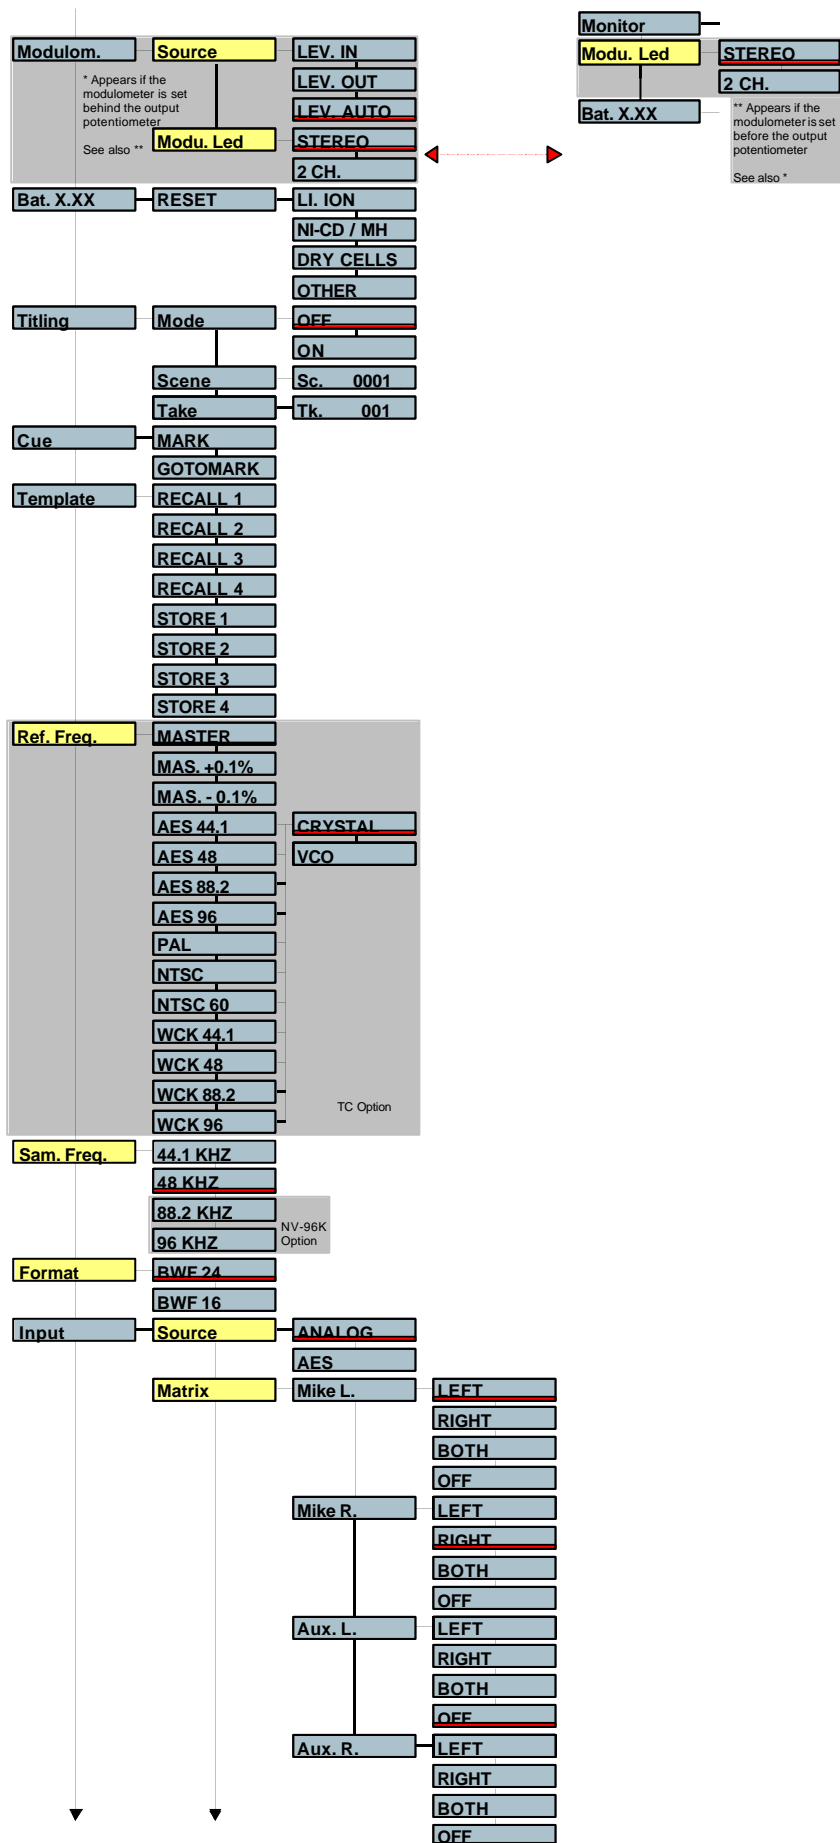 Monitor
Modulom. Source LEV. IN
Modu. Led STEREO
LEV. OUT
2 CH.
LEV. AUTO
* Appears if the
modulometer is set
behind the output
potentiometer
See also **
Bat. X.XX
** Appears if the
modulometer is set
before the output
potentiometer
See also *
Modu. Led STEREO
2 CH.
Bat. X.XX RESET LI. ION
NI-CD / MH
DRY CELLS
OTHER
Titling Mode OFF
ON
Scene Sc. 0001
Take Tk. 001
Cue MARK
GOTOMARK
Template RECALL 1
RECALL 2
RECALL 3
RECALL 4
STORE 1
STORE 2
STORE 3
STORE 4
Ref. Freq. MASTER
MAS. +0.1%
MAS. - 0.1%
AES 44.1 CRYSTAL
AES 48 VCO
AES 88.2
AES 96
PAL
NTSC
NTSC 60
WCK 44.1
WCK 48
WCK 88.2
TC Option
WCK 96
Sam. Freq. 44.1 KHZ
48 KHZ
88.2 KHZ
NV-96K
Option
96 KHZ
Format BWF 24
BWF 16
Input Source ANALOG
AES
Matrix Mike L. LEFT
RIGHT
BOTH
OFF
Mike R. LEFT
RIGHT
BOTH
OFF
Aux. L. LEFT
RIGHT
BOTH
OFF
Aux. R. LEFT
RIGHT
BOTH
OFF